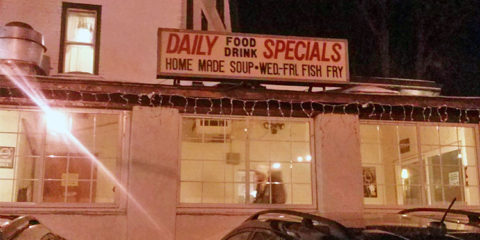 DAILY FOOD DRINK SPECIALS
HOME MADE SOUP•WED-FRI FISH FRY